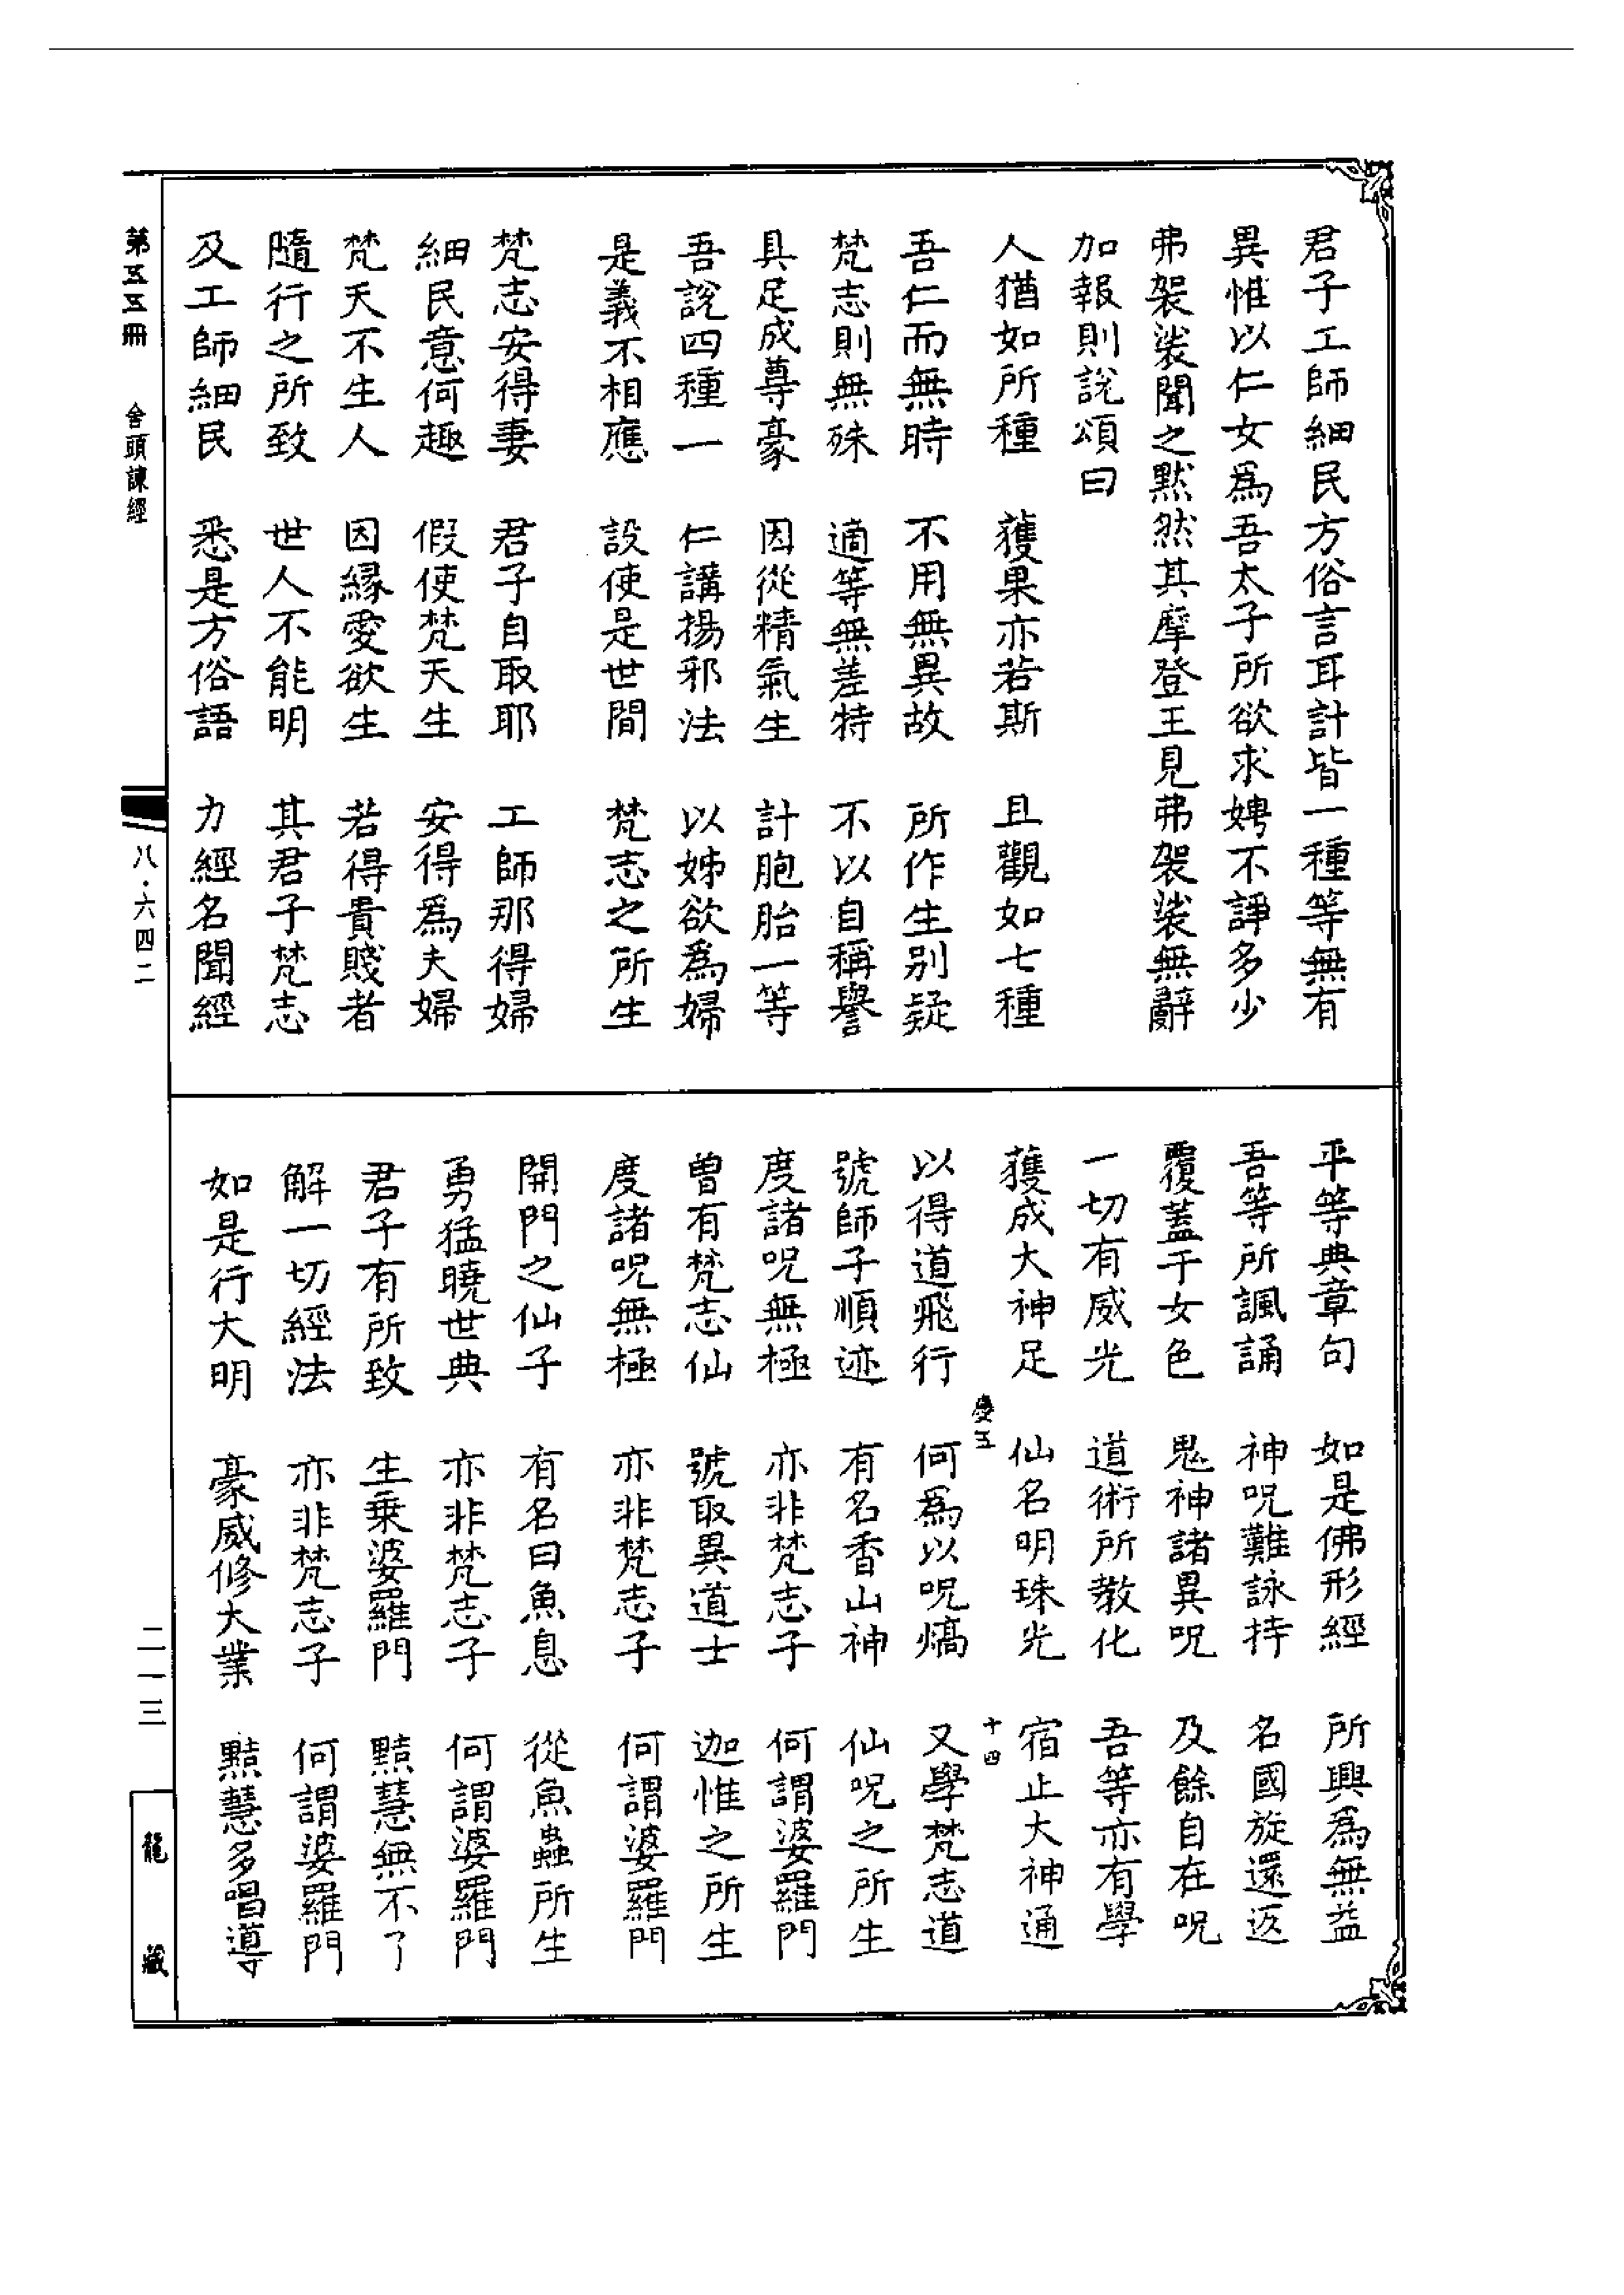 君子工師細民方俗言耳計皆一種等無有
異惟以仁女爲吾太子所欲求娉不諍多少
弗袈裟聞之默然其摩登王見弗袈裟無辭
加報則說頌曰
人猶如所種　獲果亦若斯　且觀如七種
吾仁而無時　不用無異故　所作生別疑
梵志則無殊　適等無差特　不以自稱譽
具足成尊豪　因從精氣生　計胞胎一等
吾說四種一　仁講揚邪法　以姊欲爲婦
是義不相應　設使是世間　梵志之所生
梵志安得妻　君子自取耶　工師那得婦
細民意何趣　假使梵天生　安得爲夫婦
梵天不生人　因緣愛欲生　若得貴賤者
隨行之所致　世人不能明　其君子梵志
及工師細民　悉是方俗語　力經名聞經
平等典章句　如是佛形經　所興爲無益
吾等所諷誦　神呪難詠持　名國旋還返
覆蓋干女色　鬼神諸異呪　及餘自在呪
一切有威光　道術所教化　吾等亦有學
獲成大神足　仙名明珠光　宿止大神通
慶五　十四
以得道飛行　何爲以呪熇　又學梵志道
號師子順迹　有名香山神　仙呪之所生
度諸呪無極　亦非梵志子　何謂婆羅門
曾有梵志仙　號取異道士　迦惟之所生
度諸呪無極　亦非梵志子　何謂婆羅門
開門之仙子　有名曰魚息　從魚蟲所生
勇猛曉世典　亦非梵志子　何謂婆羅門
君子有所致　生乗婆羅門　黠慧無不了
解一切經法　亦非梵志子　何謂婆羅門
如是行大明　豪威修大業　黠慧多唱導
第五五冊　舍頭諫經
八·六四二
二一三
龍藏